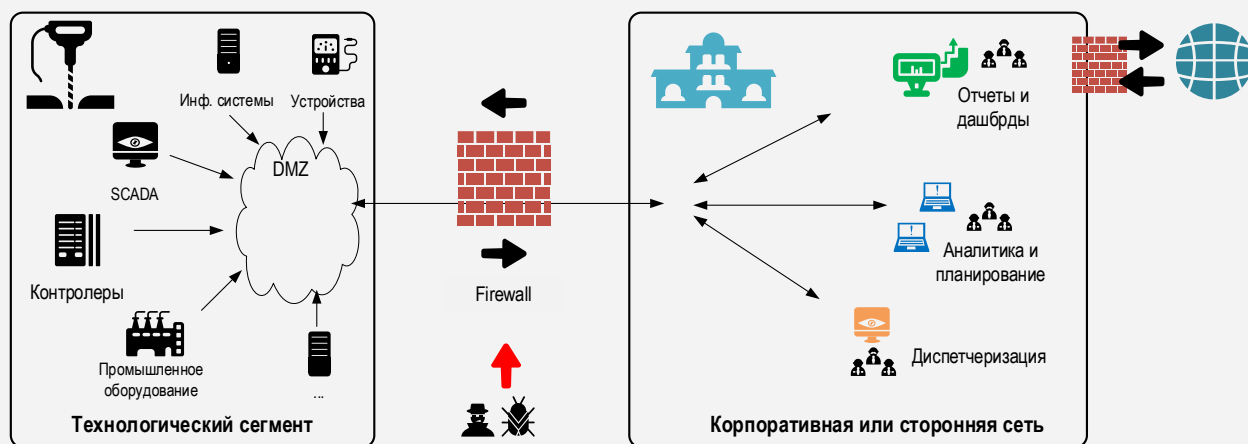 Инф. системы
Устройства
SCADA
DMZ
Контролеры
Промышленное
оборудование
...
Технологический сегмент
Firewall
Отчеты и
дашбрды
Аналитика и
планирование
Диспетчеризация
Корпоративная или сторонняя сеть